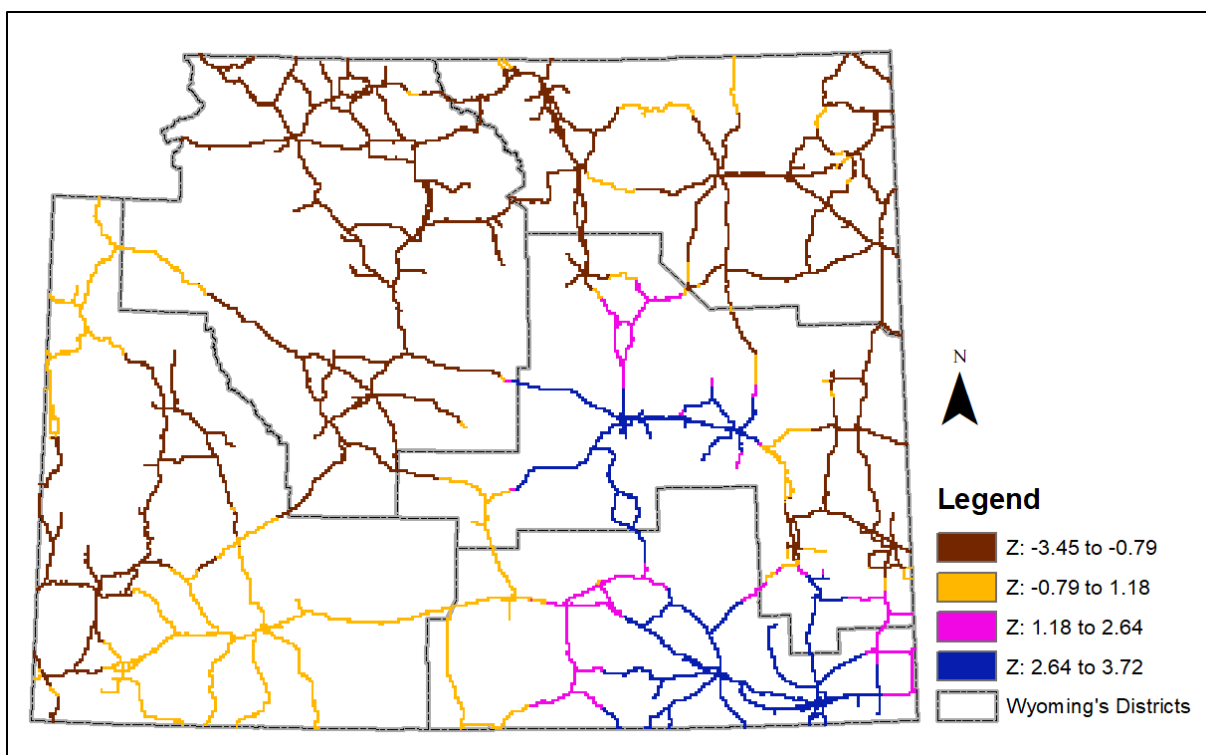 N
Legend
Z: -3.45 to -0.79
Z: -0.79 to 1.18
Z: 1.18 to 2.64
Z: 2.64 to 3.72
Wyoming's Districts